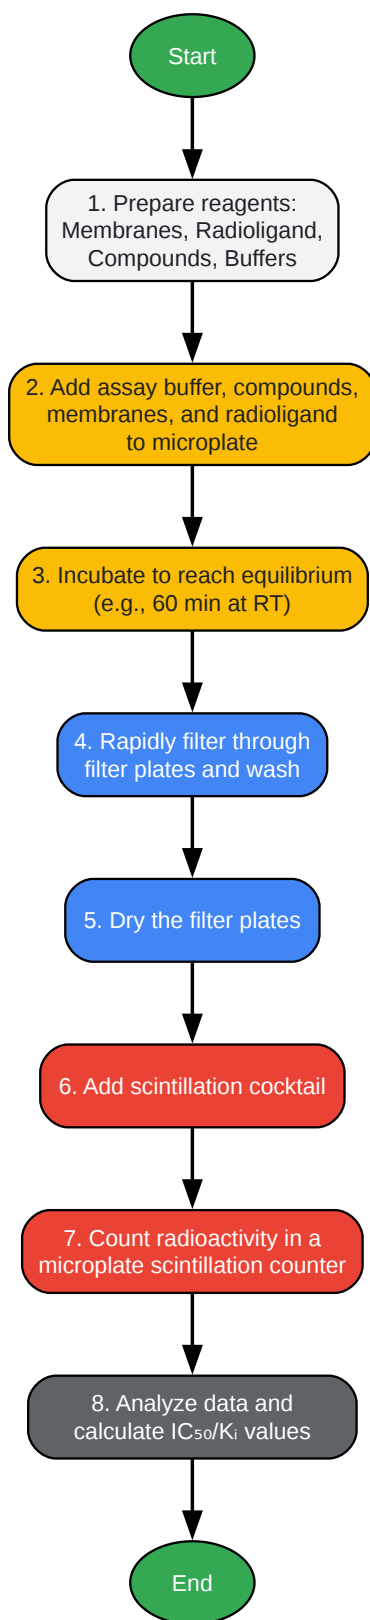 Start
1. Prepare reagents:
Membranes, Radioligand,
Compounds, Buffers
2. Add assay buffer, compounds,
membranes, and radioligand
to microplate
3. Incubate to reach equilibrium
(e.g., 60 min at RT)
4. Rapidly filter through
filter plates and wash
5. Dry the filter plates
6. Add scintillation cocktail
7. Count radioactivity in a
microplate scintillation counter
8. Analyze data and
calculate IC₅₀/Kᵢ values
End